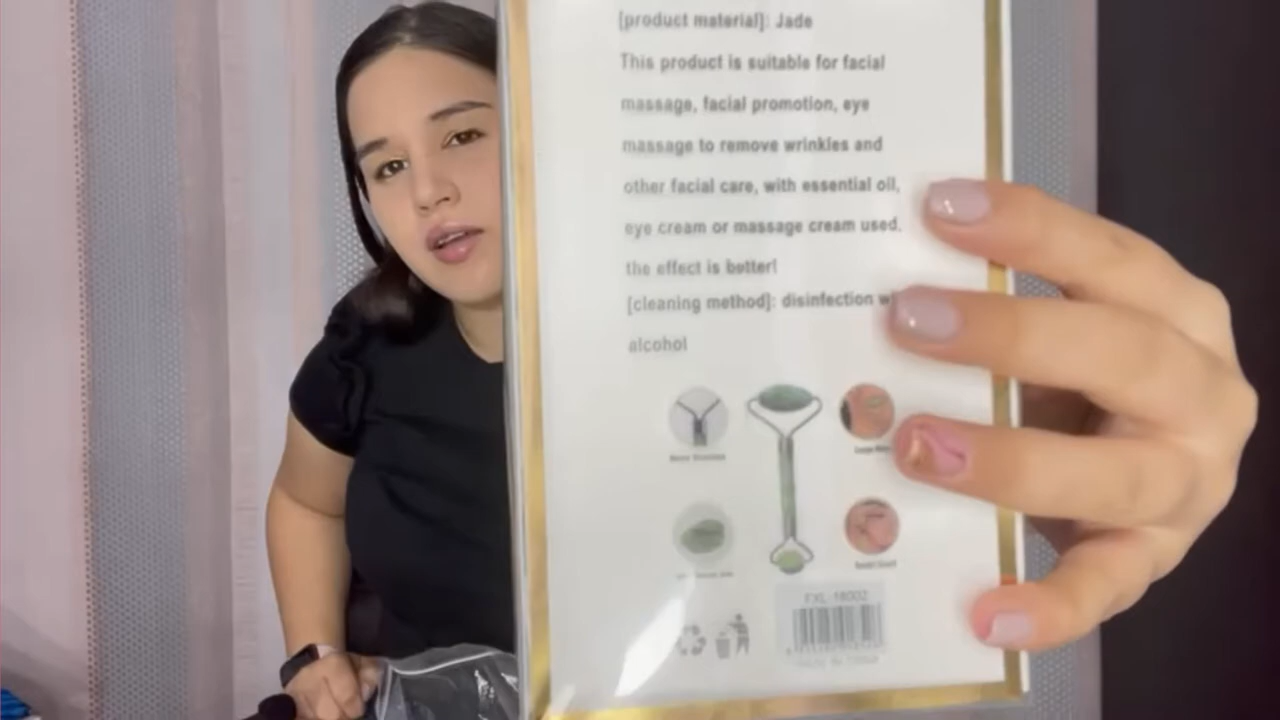 [product material]: Jade
This product is suitable for facial
massage, facial promotion, eye
massage to remove wrinkles and
other facial care, with essential oil,
eye cream or massage cream used,
the effect is better!
[cleaning method]: disinfection
alcohol
FXL-16002